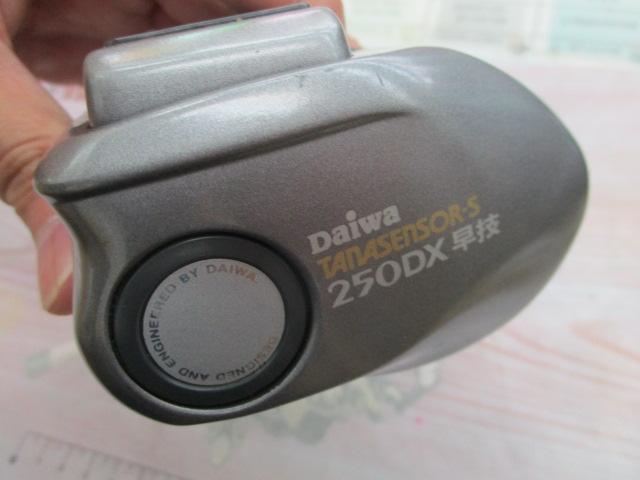 Daiwa
TANASENSOR-S
250DX 早技
DESIGNED AND ENGINEERED BY DAIWA.